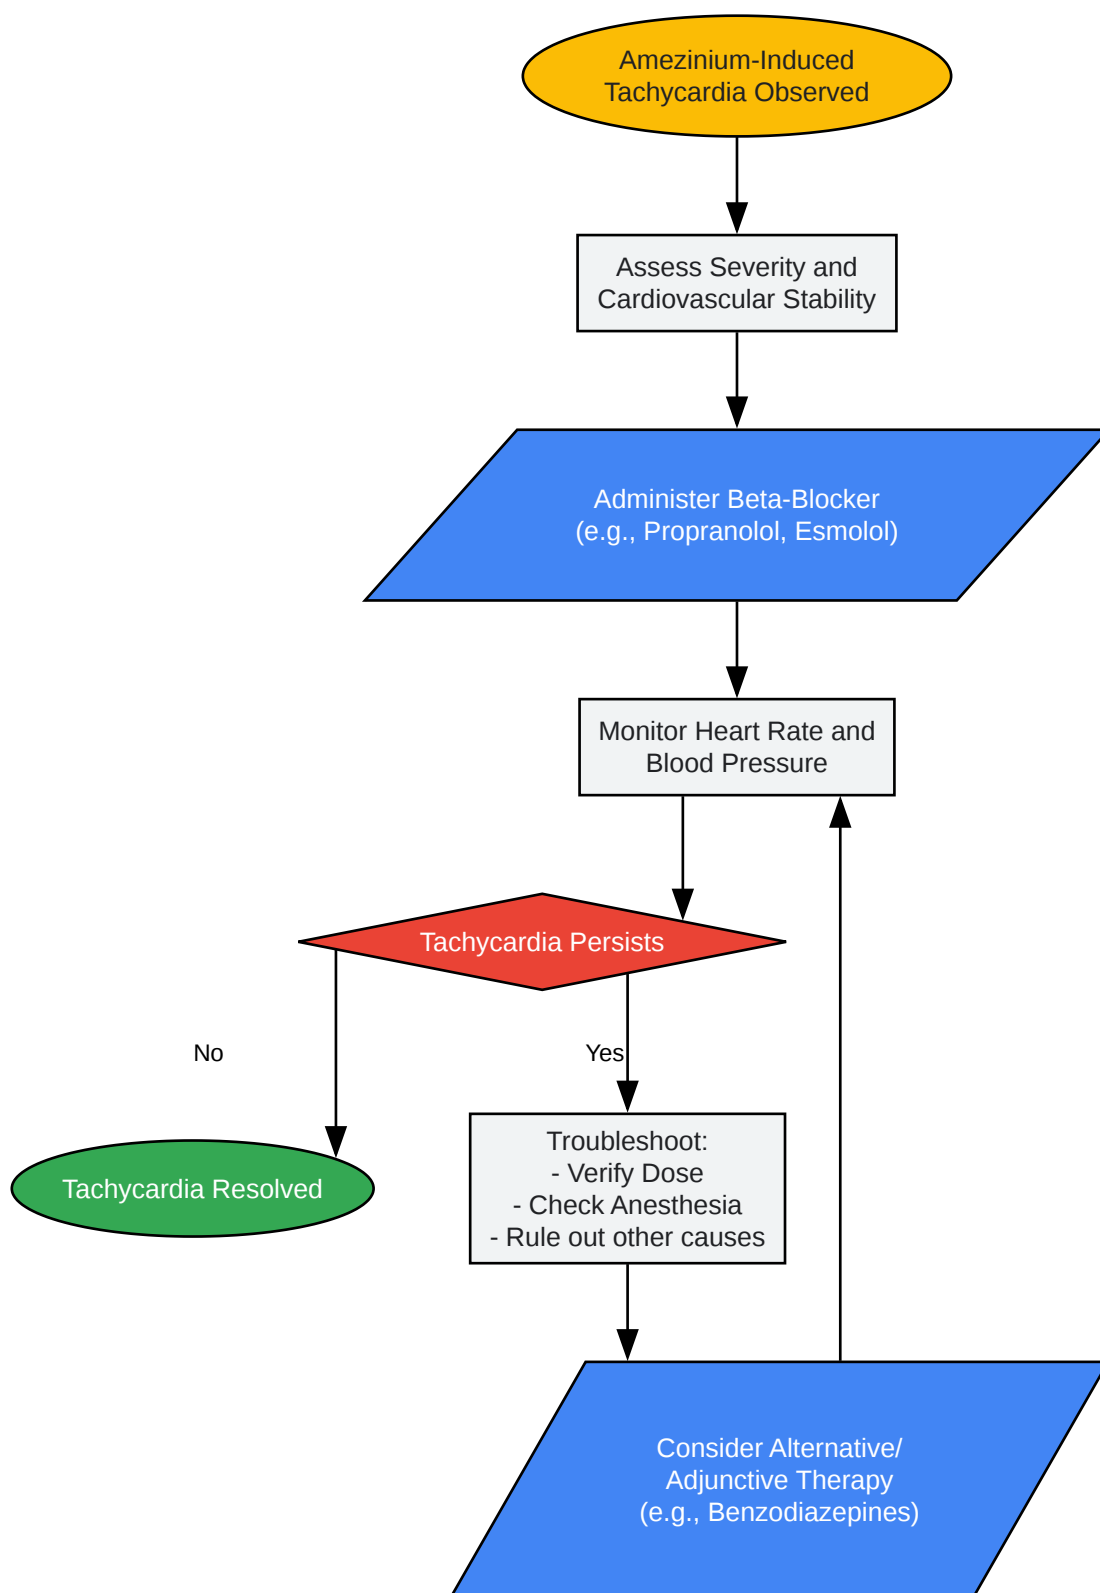 Amezinium-Induced
Tachycardia Observed
Assess Severity and
Cardiovascular Stability
Administer Beta-Blocker
(e.g., Propranolol, Esmolol)
Monitor Heart Rate and
Blood Pressure
Tachycardia Persists
No
Yes
Tachycardia Resolved
Troubleshoot:
- Verify Dose
- Check Anesthesia
- Rule out other causes
Consider Alternative/
Adjunctive Therapy
(e.g., Benzodiazepines)